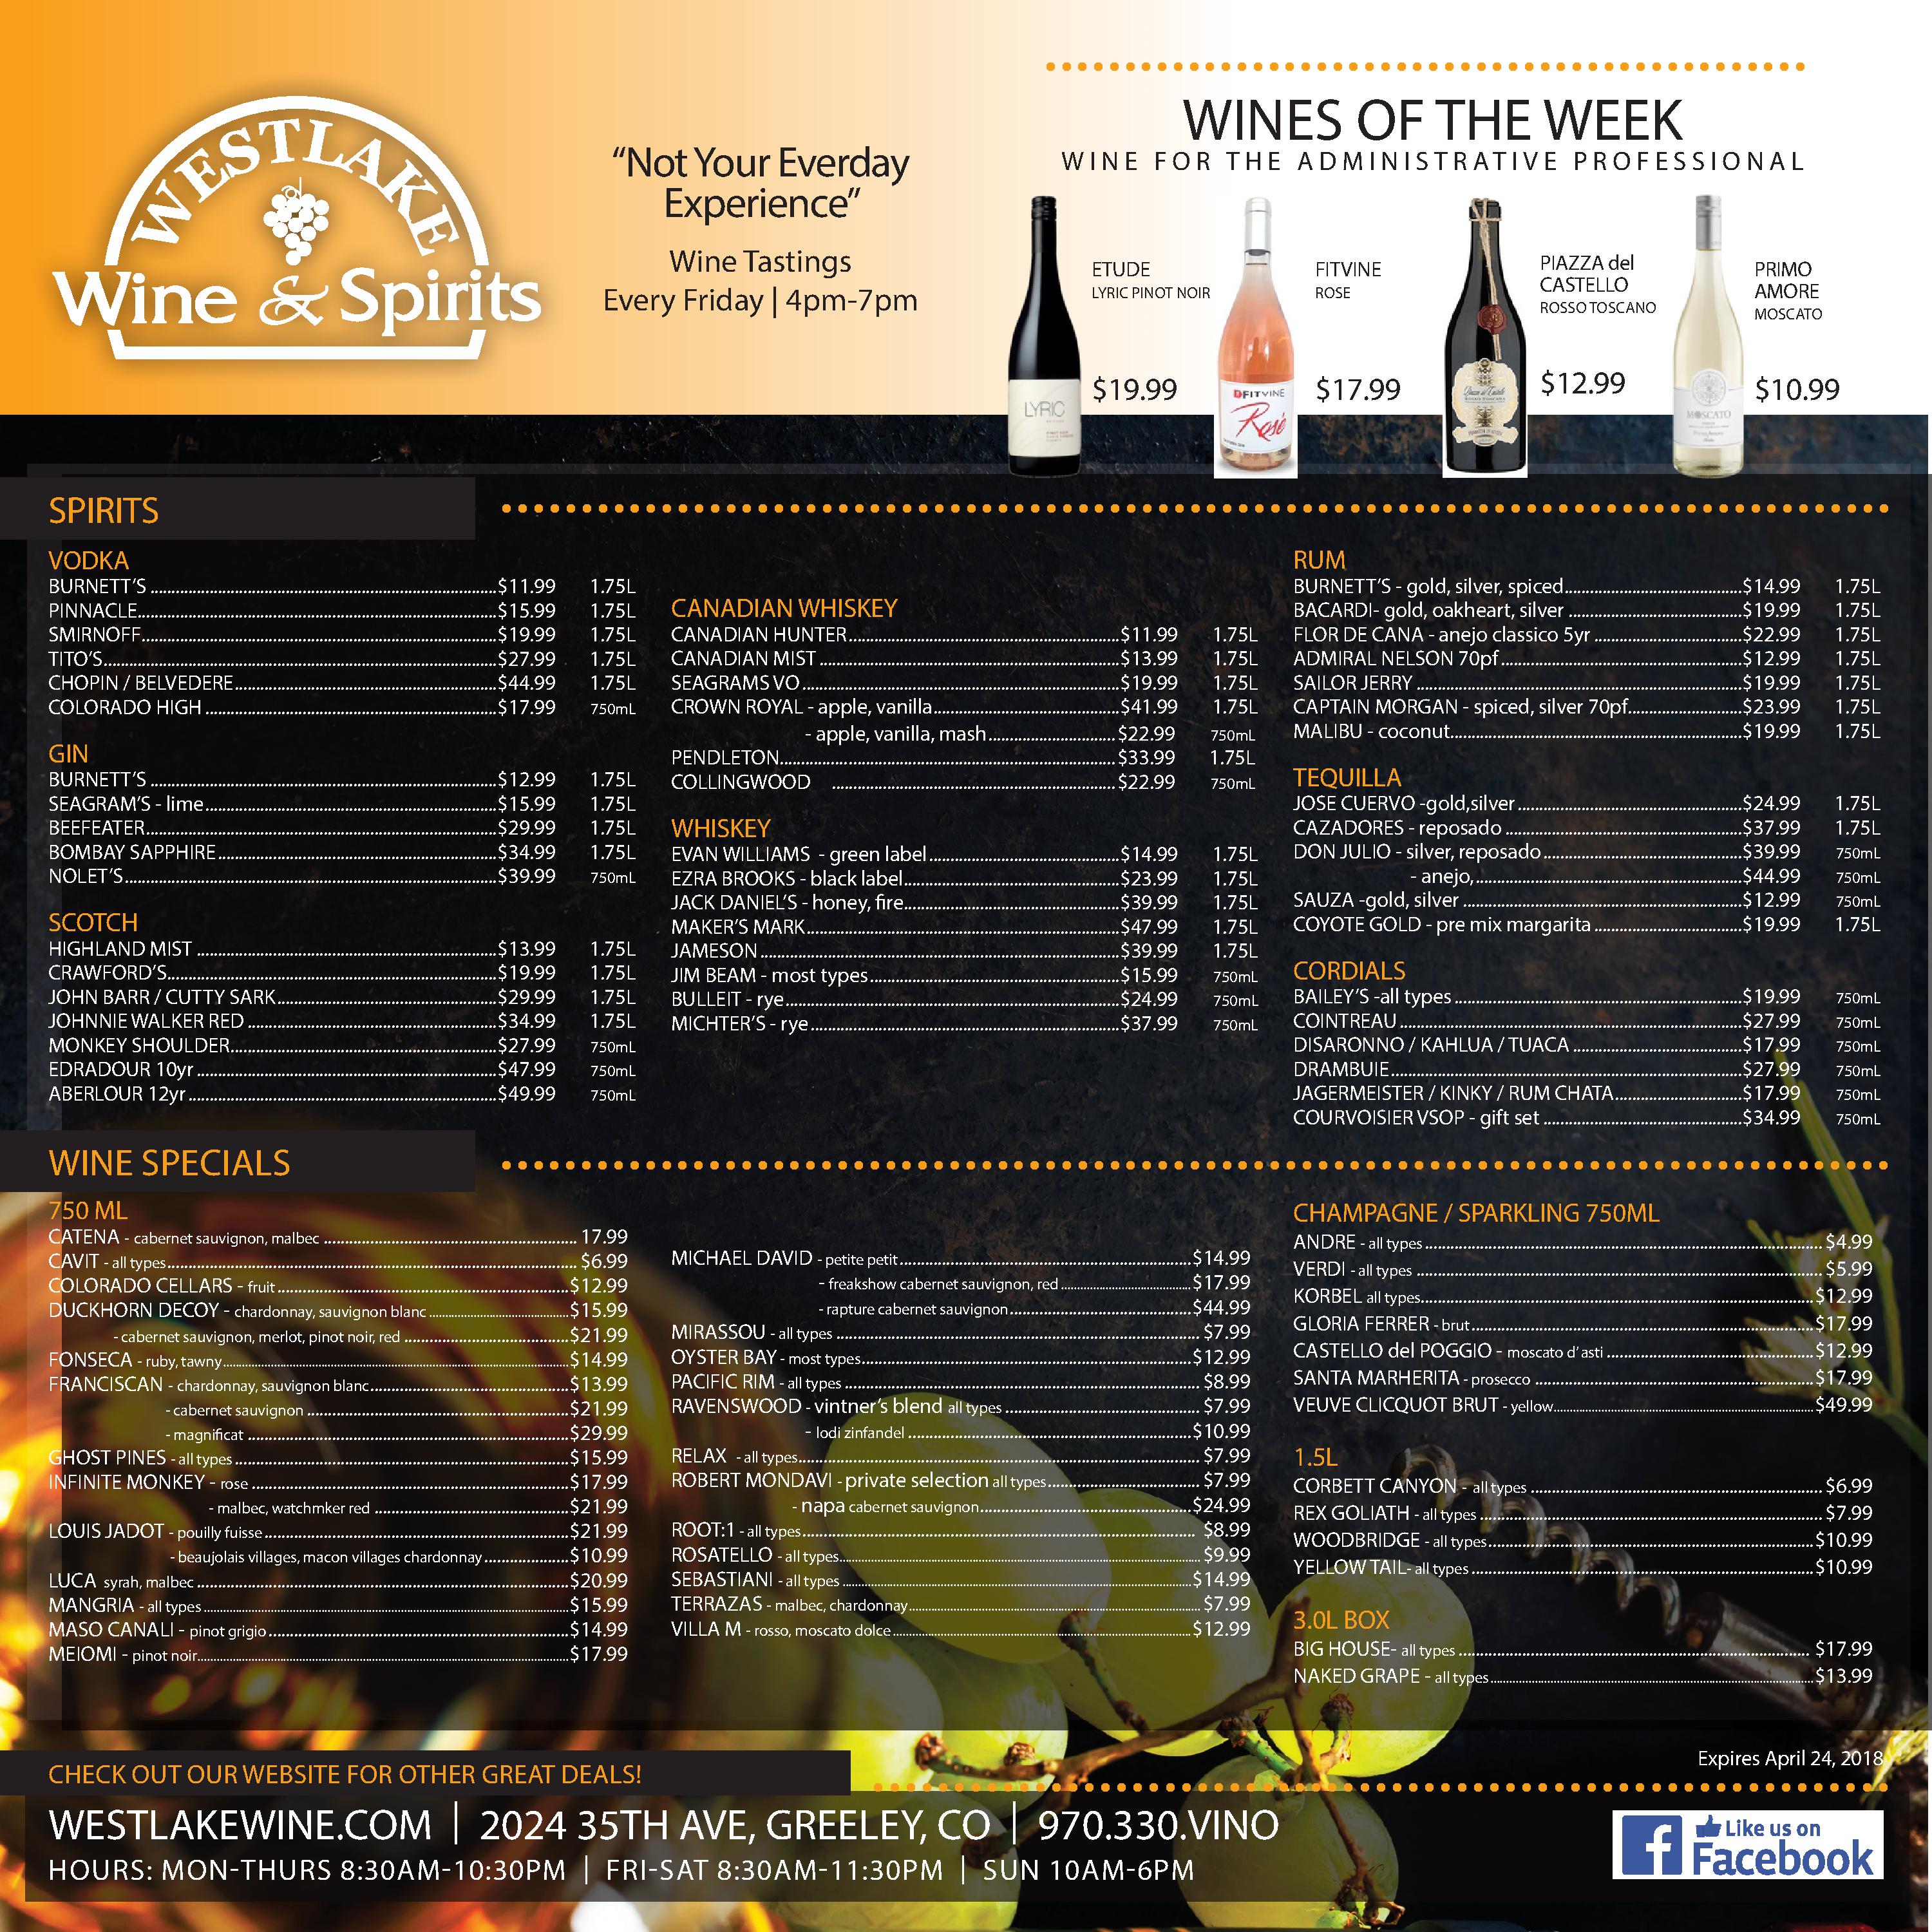 WESTLAKE
Wine & Spirits
“Not Your Everday
Experience”
Wine Tastings
Every Friday | 4pm-7pm
WINES OF THE WEEK
WINE FOR THE ADMINISTRATIVE PROFESSIONAL
ETUDE
LYRIC PINOT NOIR
$19.99
LYRIC
FITVINE
ROSE
$17.99
FITVINE
Rosé
PIAZZA del
CASTELLO
ROSSO TOSCANO
$12.99
PRIMO
AMORE
MOSCATO
$10.99
MOSCATO
SPIRITS
VODKA
BURNETT’S $11.99 1.75L
PINNACLE $15.99 1.75L
SMIRNOFF $19.99 1.75L
TITO’S $27.99 1.75L
CHOPIN / BELVEDERE $44.99 1.75L
COLORADO HIGH $17.99 750mL
GIN
BURNETT’S $12.99 1.75L
SEAGRAM’S - lime $15.99 1.75L
BEEFEATER $29.99 1.75L
BOMBAY SAPPHIRE $34.99 1.75L
NOLET’S $39.99 750mL
SCOTCH
HIGHLAND MIST $13.99 1.75L
CRAWFORD’S $19.99 1.75L
JOHN BARR / CUTTY SARK $29.99 1.75L
JOHNNIE WALKER RED $34.99 1.75L
MONKEY SHOULDER $27.99 750mL
EDRADOUR 10yr $47.99 750mL
ABERLOUR 12yr $49.99 750mL
CANADIAN WHISKEY
CANADIAN HUNTER $11.99 1.75L
CANADIAN MIST $13.99 1.75L
SEAGRAMS VO $19.99 1.75L
CROWN ROYAL - apple, vanilla $41.99 1.75L
- apple, vanilla, mash $22.99 750mL
PENDLETON $33.99 1.75L
COLLINGWOOD $22.99 750mL
WHISKEY
EVAN WILLIAMS - green label $14.99 1.75L
EZRA BROOKS - black label $23.99 1.75L
JACK DANIEL’S - honey, fire $39.99 1.75L
MAKER’S MARK $47.99 1.75L
JAMESON $39.99 1.75L
JIM BEAM - most types $15.99 750mL
BULLEIT - rye $24.99 750mL
MICHTER’S - rye $37.99 750mL
RUM
BURNETT’S - gold, silver, spiced $14.99 1.75L
BACARDI- gold, oakheart, silver $19.99 1.75L
FLOR DE CANA - anejo classico 5yr $22.99 1.75L
ADMIRAL NELSON 70pf $12.99 1.75L
SAILOR JERRY $19.99 1.75L
CAPTAIN MORGAN - spiced, silver 70pf $23.99 1.75L
MALIBU - coconut $19.99 1.75L
TEQUILLA
JOSE CUERVO -gold,silver $24.99 1.75L
CAZADORES - reposado $37.99 1.75L
DON JULIO - silver, reposado $39.99 750mL
- anejo, $44.99 750mL
SAUZA -gold, silver $12.99 750mL
COYOTE GOLD - pre mix margarita $19.99 1.75L
CORDIALS
BAILEY’S -all types $19.99 750mL
COINTREAU $27.99 750mL
DISARONNO / KAHLUA / TUACA $17.99 750mL
DRAMBUIE $27.99 750mL
JAGERMEISTER / KINKY / RUM CHATA $17.99 750mL
COURVOISIER VSOP - gift set $34.99 750mL
WINE SPECIALS
750 ML
CATENA - cabernet sauvignon, malbec 17.99
CAVIT - all types $6.99
COLORADO CELLARS - fruit $12.99
DUCKHORN DECOY - chardonnay, sauvignon blanc $15.99
- cabernet sauvignon, merlot, pinot noir, red $21.99
FONSECA - ruby, tawny $14.99
FRANCISCAN - chardonnay, sauvignon blanc $13.99
- cabernet sauvignon $21.99
- magnificat $29.99
GHOST PINES - all types $15.99
INFINITE MONKEY - rose $17.99
- malbec, watchmker red $21.99
LOUIS JADOT - pouilly fuisse $21.99
- beaujolais villages, macon villages chardonnay $10.99
LUCA syrah, malbec $20.99
MANGRIA - all types $15.99
MASO CANALI - pinot grigio $14.99
MEIOMI - pinot noir $17.99
MICHAEL DAVID - petite petit $14.99
- freakshow cabernet sauvignon, red $17.99
- rapture cabernet sauvignon $44.99
MIRASSOU - all types $7.99
OYSTER BAY - most types $12.99
PACIFIC RIM - all types $8.99
RAVENSWOOD - vintner’s blend all types $7.99
- lodi zinfandel $10.99
RELAX - all types $7.99
ROBERT MONDAVI - private selection all types $7.99
- napa cabernet sauvignon $24.99
ROOT:1 - all types $8.99
ROSATELLO - all types $9.99
SEBASTIANI - all types $14.99
TERRAZAS - malbec, chardonnay $7.99
VILLA M - rosso, moscato dolce $12.99
CHAMPAGNE / SPARKLING 750ML
ANDRE - all types $4.99
VERDI - all types $5.99
KORBEL all types $12.99
GLORIA FERRER - brut $17.99
CASTELLO del POGGIO - moscato d’ asti $12.99
SANTA MARHERITA - prosecco $17.99
VEUVE CLICQUOT BRUT - yellow $49.99
1.5L
CORBETT CANYON - all types $6.99
REX GOLIATH - all types $7.99
WOODBRIDGE - all types $10.99
YELLOW TAIL- all types $10.99
3.0L BOX
BIG HOUSE- all types $17.99
NAKED GRAPE - all types $13.99
Expires April 24, 2018
CHECK OUT OUR WEBSITE FOR OTHER GREAT DEALS!
WESTLAKEWINE.COM | 2024 35TH AVE, GREELEY, CO | 970.330.VINO
HOURS: MON-THURS 8:30AM-10:30PM | FRI-SAT 8:30AM-11:30PM | SUN 10AM-6PM
f Like us on
Facebook